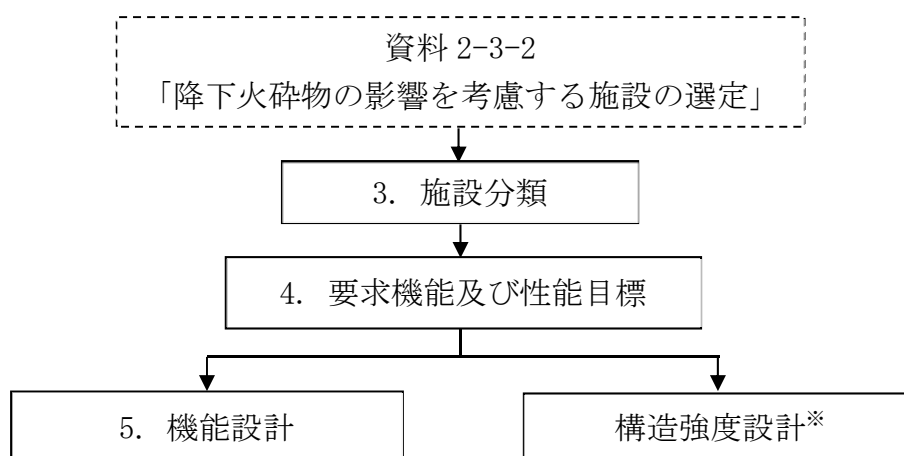 資料 2-3-2
「降下火砕物の影響を考慮する施設の選定」
3. 施設分類
4. 要求機能及び性能目標
5. 機能設計
構造強度設計※